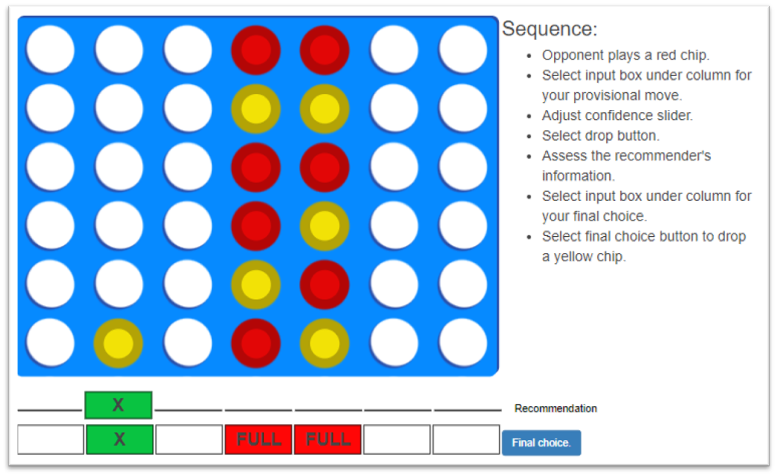 Sequence:
• Opponent plays a red chip.
• Select input box under column for
your provisional move.
• Adjust confidence slider.
• Select drop button.
• Assess the recommender's
information.
• Select input box under column for
your final choice.
• Select final choice button to drop
a yellow chip.
X
Recommendation
X FULL FULL
Final choice.